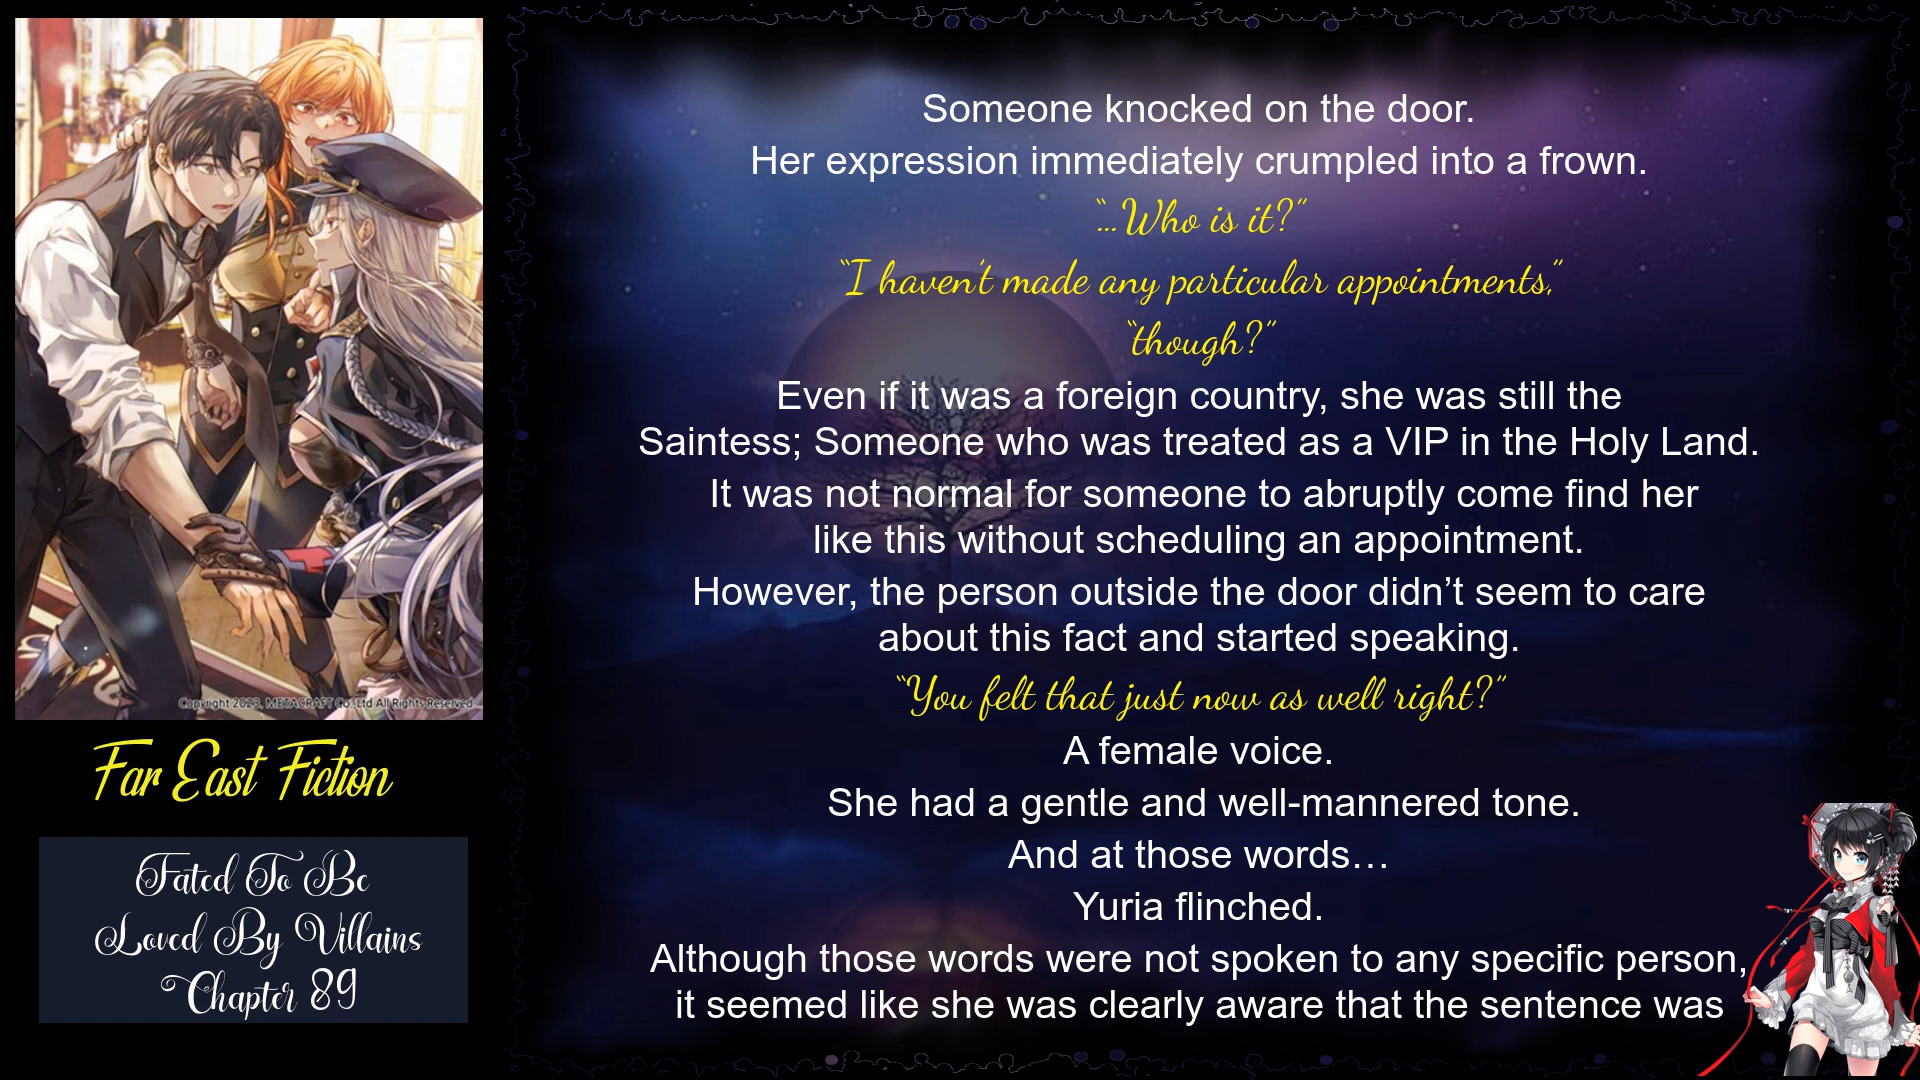 Someone knocked on the door.
Her expression immediately crumpled into a frown.
“…Who is it?”
“I haven’t made any particular appointments,”
“though?”
Even if it was a foreign country, she was still the
Saintess; Someone who was treated as a VIP in the Holy Land.
It was not normal for someone to abruptly come find her
like this without scheduling an appointment.
However, the person outside the door didn’t seem to care
about this fact and started speaking.
“You felt that just now as well right?”
A female voice.
She had a gentle and well-mannered tone.
And at those words…
Yuria flinched.
Although those words were not spoken to any specific person,
it seemed like she was clearly aware that the sentence was
Copyright 2023. METACRAFT Co.,Ltd All Rights Reserved.
Far East Fiction
Fated To Be
Loved By Villains
Chapter 89